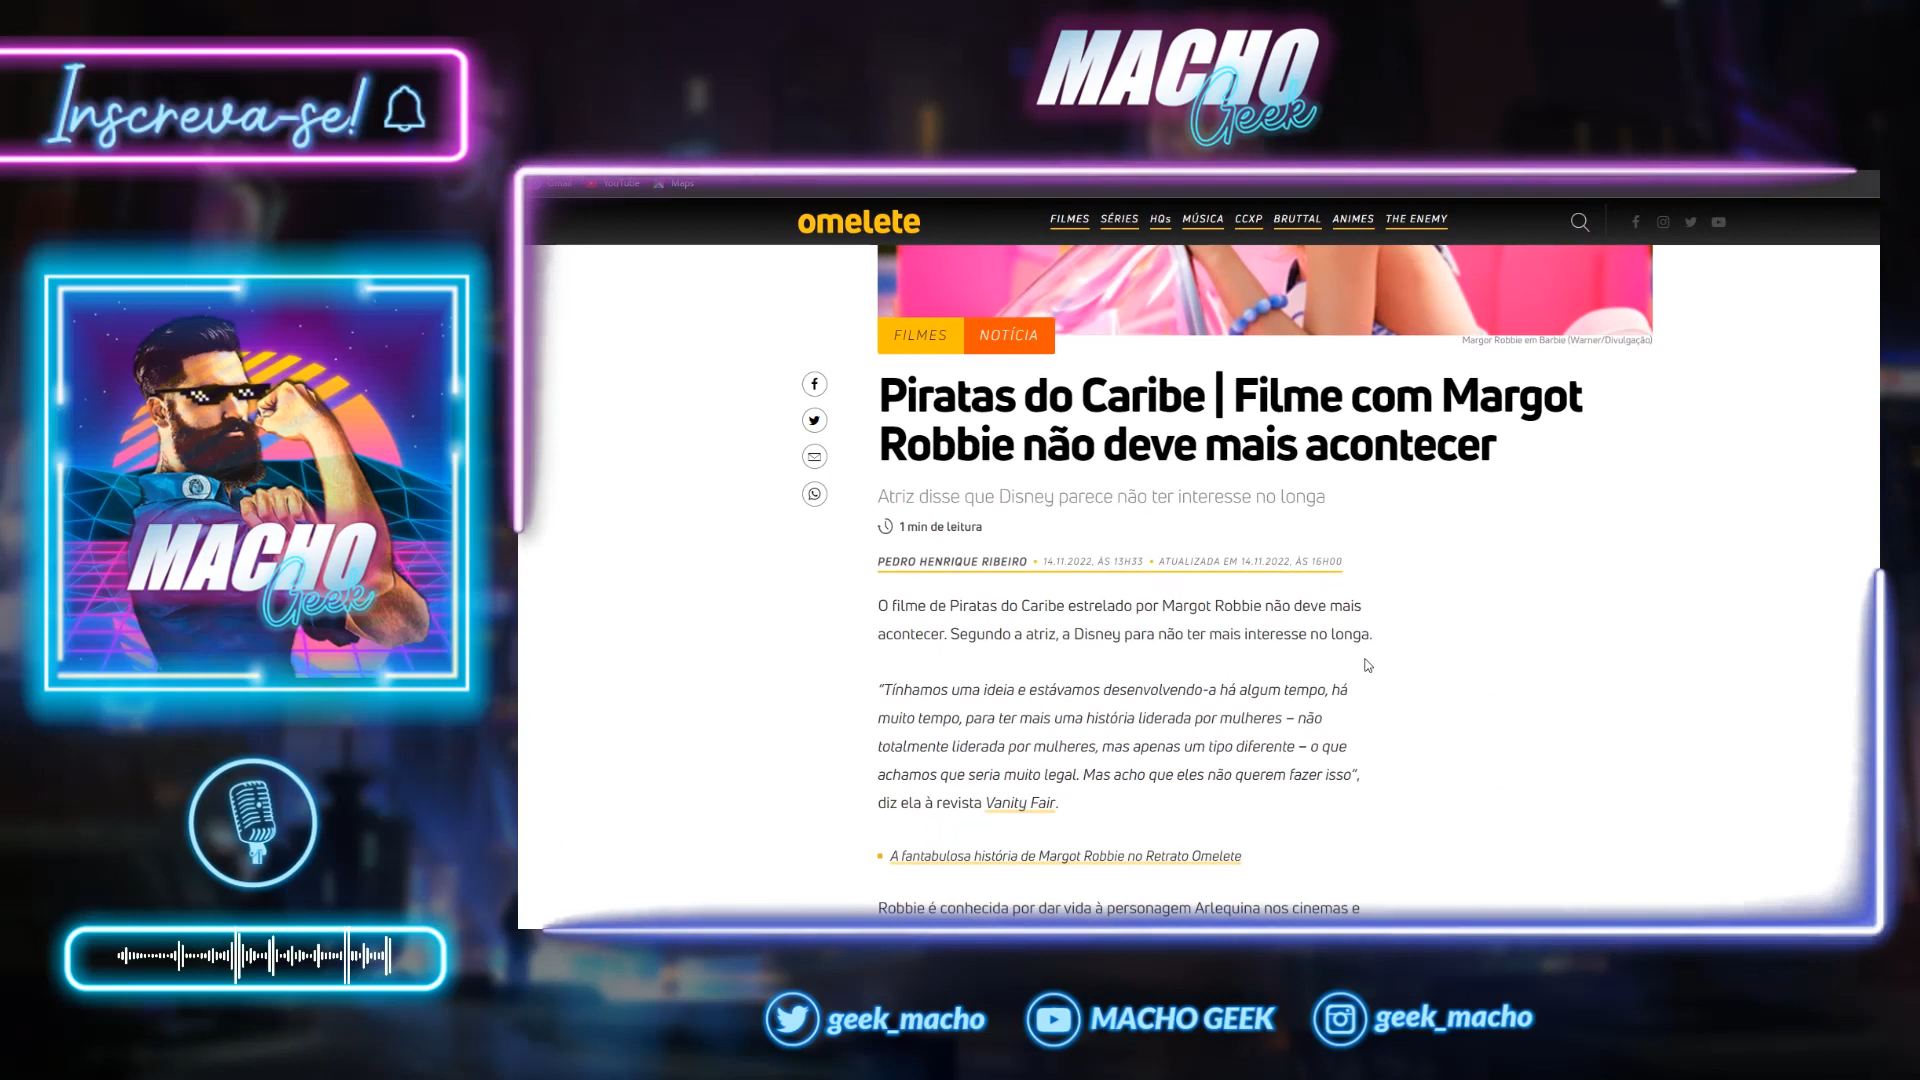 Inscreva-se!
MACHO
Geek
Gmail YouTube Maps
omelete
FILMES SÉRIES HQs MÚSICA CCXP BRUTTAL ANIMES THE ENEMY
FILMES NOTÍCIA
Margor Robbie em Barbie (Warner/Divulgação)
Piratas do Caribe | Filme com Margot
Robbie não deve mais acontecer
Atriz disse que Disney parece não ter interesse no longa
1 min de leitura
PEDRO HENRIQUE RIBEIRO • 14.11.2022, ÀS 13H33 • ATUALIZADA EM 14.11.2022, ÀS 16H00
O filme de Piratas do Caribe estrelado por Margot Robbie não deve mais
acontecer. Segundo a atriz, a Disney para não ter mais interesse no longa.
“Tínhamos uma ideia e estávamos desenvolvendo-a há algum tempo, há
muito tempo, para ter mais uma história liderada por mulheres – não
totalmente liderada por mulheres, mas apenas um tipo diferente – o que
achamos que seria muito legal. Mas acho que eles não querem fazer isso”,
diz ela à revista Vanity Fair.
A fantabulosa história de Margot Robbie no Retrato Omelete
Robbie é conhecida por dar vida à personagem Arlequina nos cinemas e
MACHO
Geek
geek_macho MACHO GEEK geek_macho